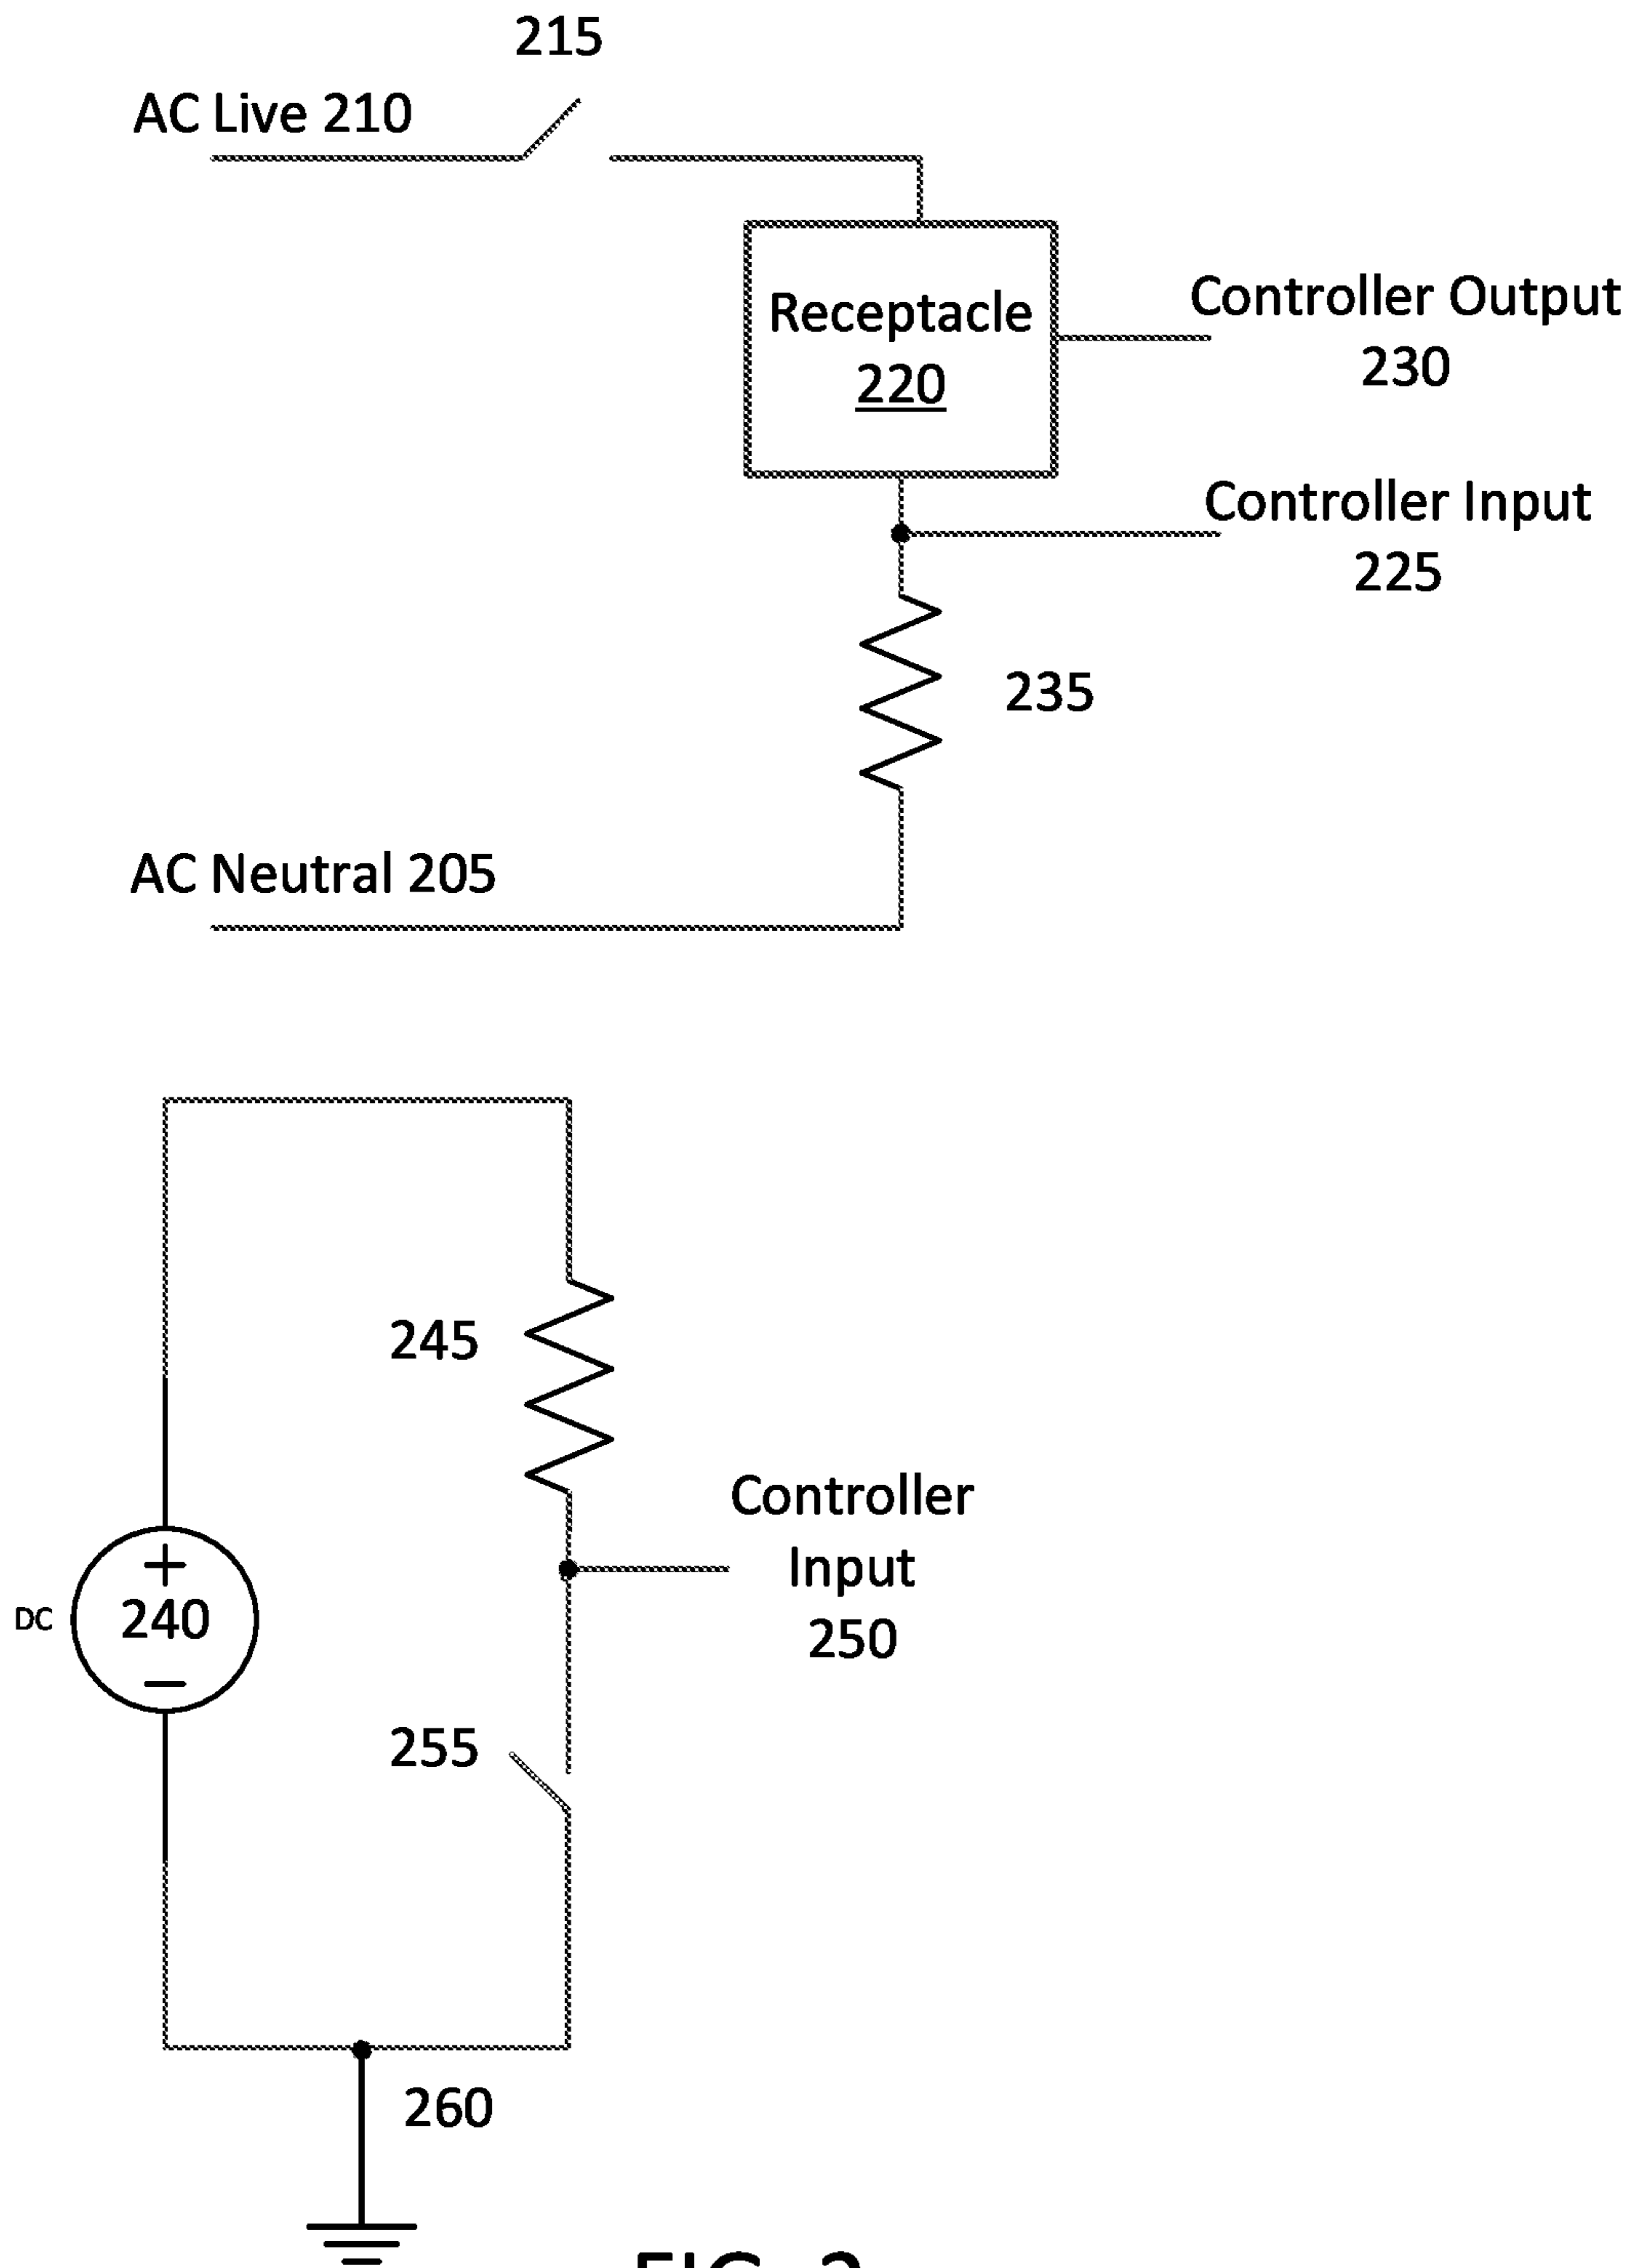 215
AC Live 210
Receptacle
220
Controller Output
230
Controller Input
225
235
AC Neutral 205
245
Controller
Input
250
DC
+
240
−
255
260